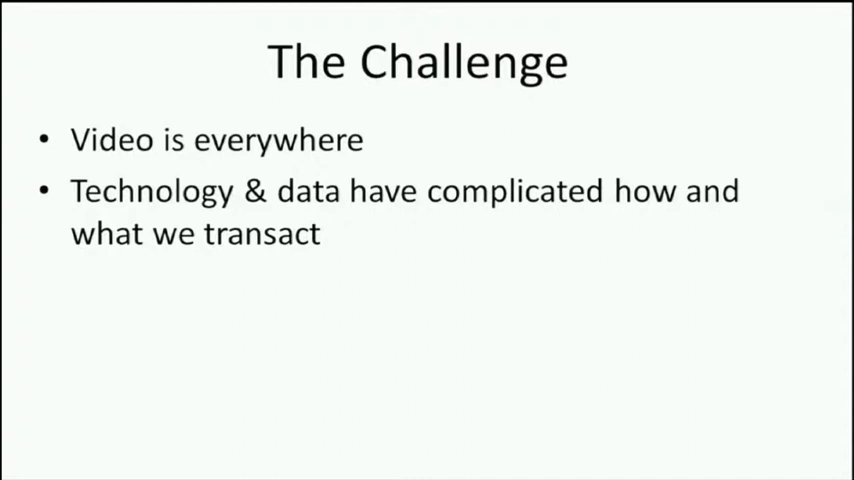 The Challenge
• Video is everywhere
• Technology & data have complicated how and
what we transact